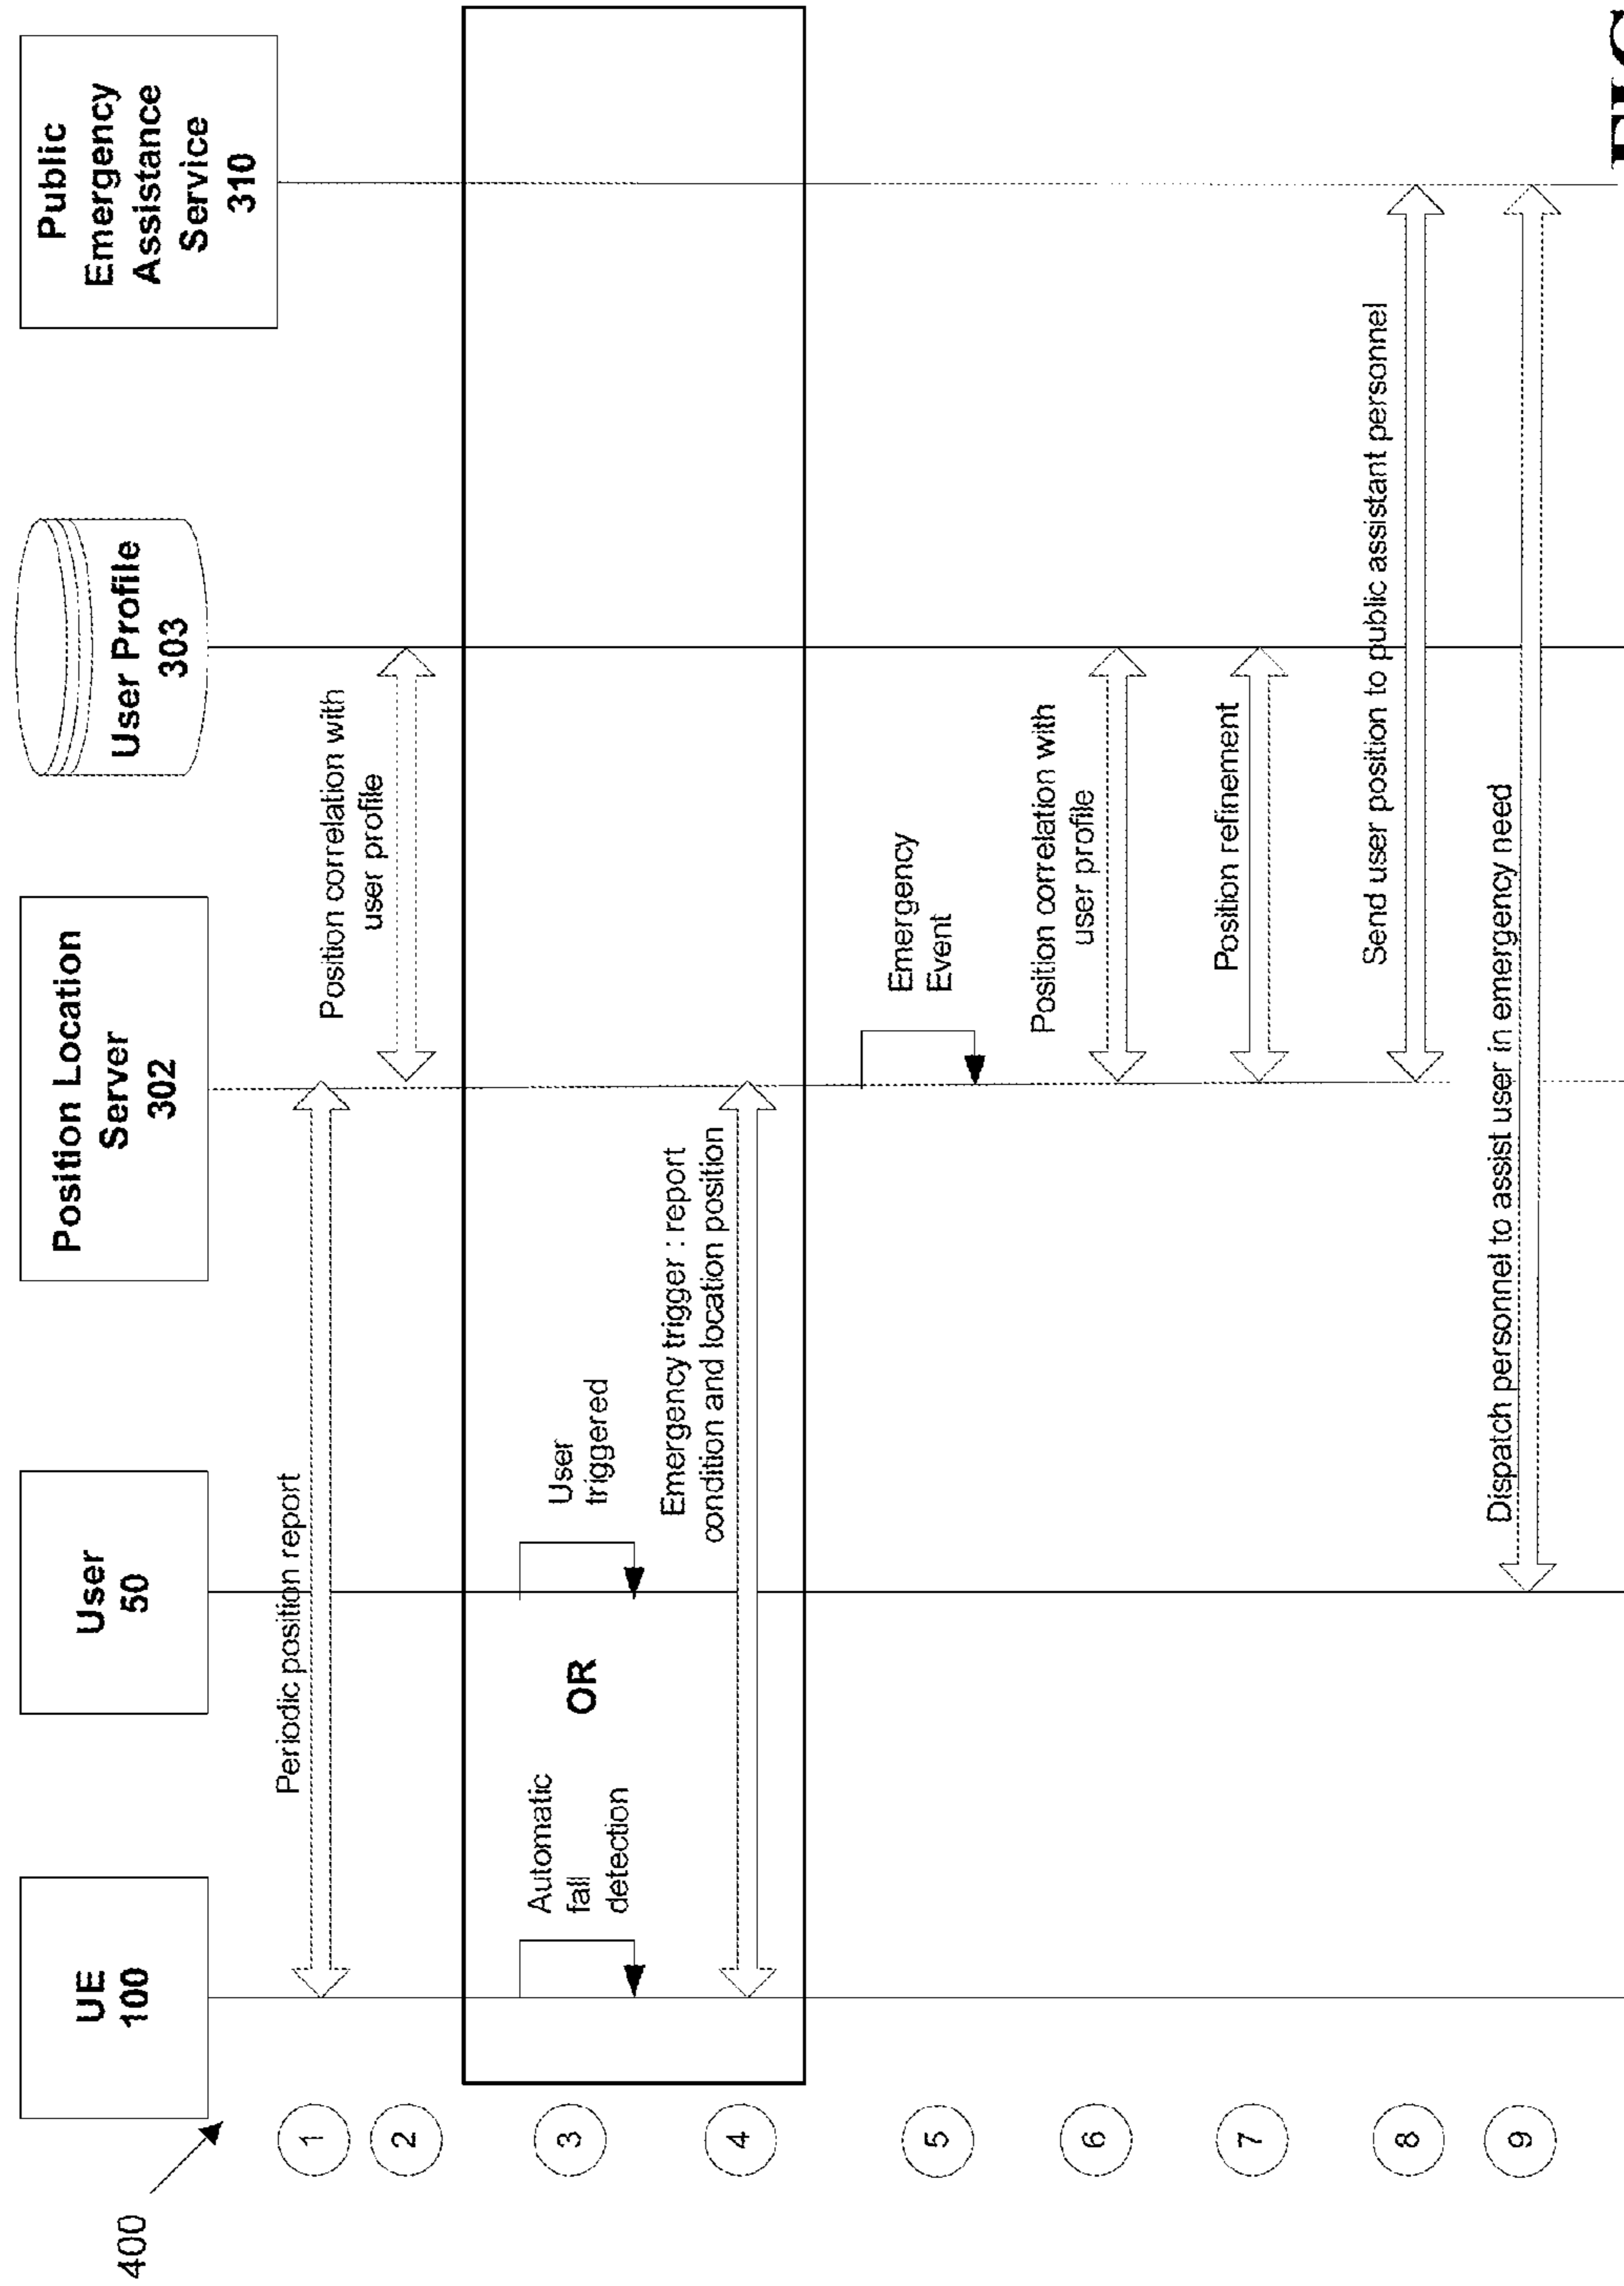 400
UE
100
User
50
Position Location
Server
302
User Profile
303
Public
Emergency
Assistance
Service
310
1
Periodic position report
2
Position correlation with
user profile
3
Automatic
fall
detection
OR
User
triggered
4
Emergency trigger : report
condition and location position
5
Emergency
Event
6
Position correlation with
user profile
7
Position refinement
8
Send user position to public assistant personnel
9
Dispatch personnel to assist user in emergency need